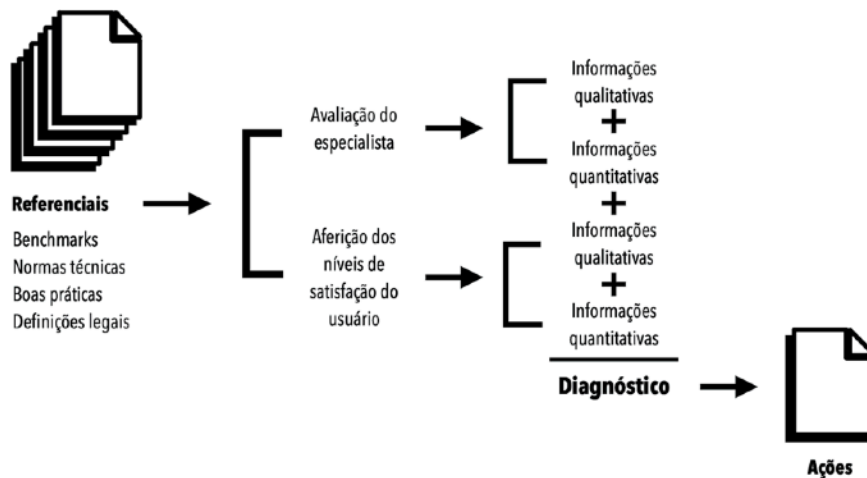 Referenciais
Benchmarks
Normas técnicas
Boas práticas
Definições legais
Avaliação do
especialista
Aferição dos
níveis de
satisfação do
usuário
Informações
qualitativas
+
Informações
quantitativas
+
Informações
qualitativas
+
Informações
quantitativas
Diagnóstico
Ações